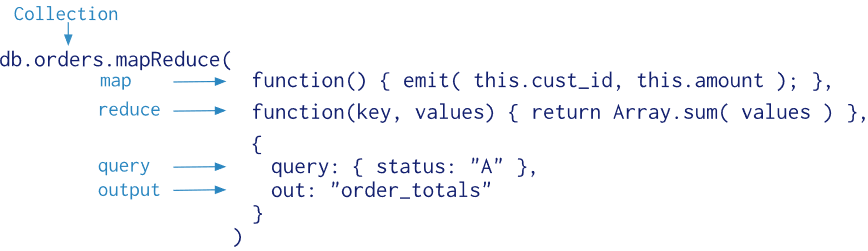 Collection
db.orders.mapReduce(
map function() { emit( this.cust_id, this.amount ); },
reduce function(key, values) { return Array.sum( values ) },
{
query query: { status: "A" },
output out: "order_totals"
}
)